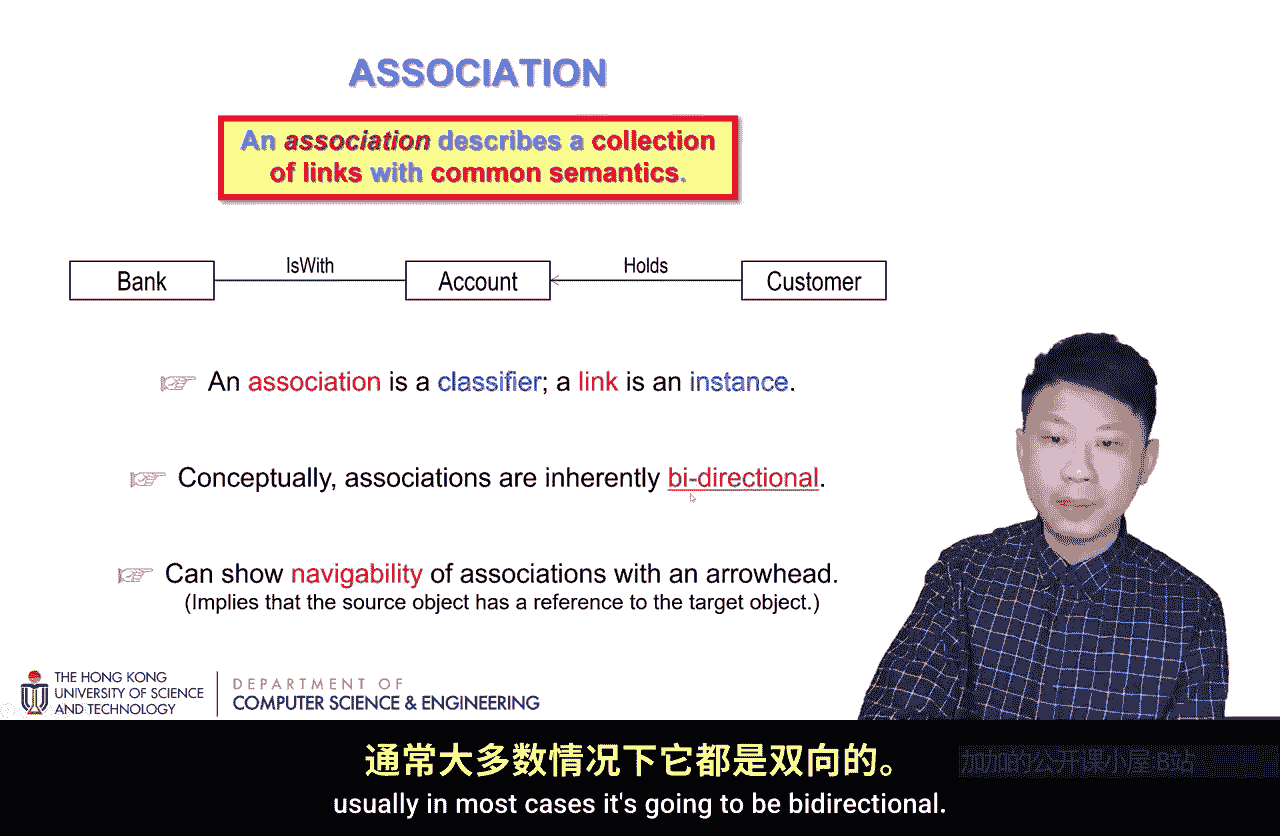 ASSOCIATION
An association describes a collection
of links with common semantics.
Bank
IsWith
Account
Holds
Customer
☞ An association is a classifier; a link is an instance.
☞ Conceptually, associations are inherently bi-directional.
☞ Can show navigability of associations with an arrowhead.
(Implies that the source object has a reference to the target object.)
THE HONG KONG
UNIVERSITY OF SCIENCE
AND TECHNOLOGY
DEPARTMENT OF
COMPUTER SCIENCE & ENGINEERING
通常大多数情况下它都是双向的。
加加的公开课小屋 B站
usually in most cases it's going to be bidirectional.